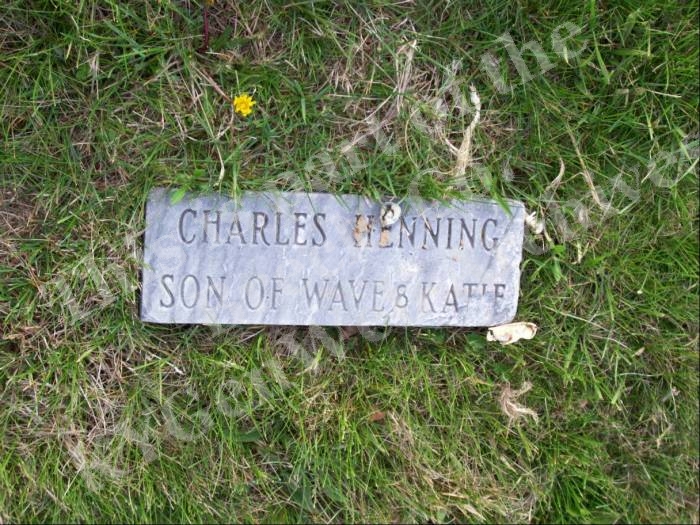 CHARLES HENNING
SON OF WAVE & KATIE